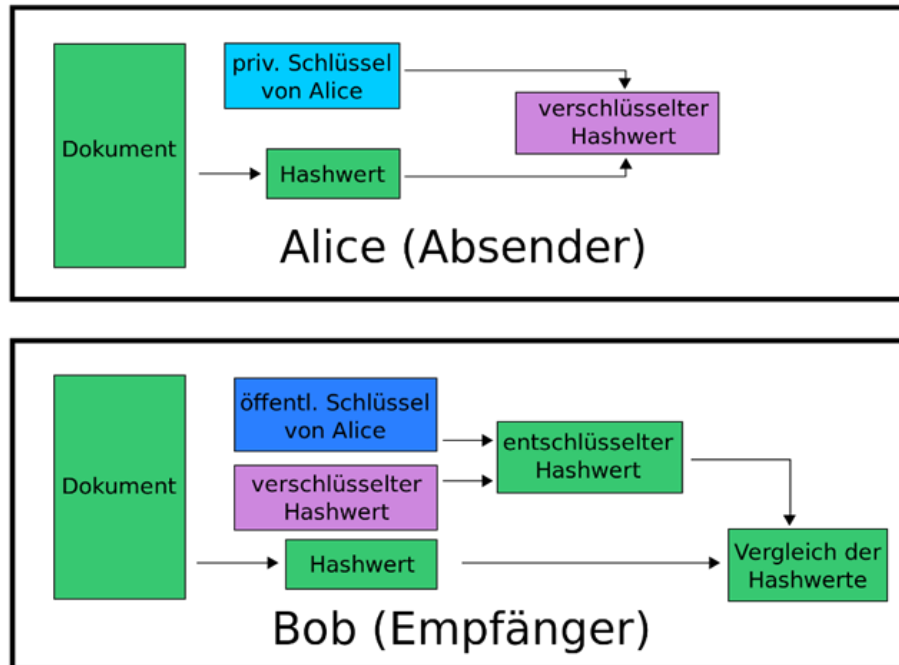 priv. Schlüssel
von Alice
verschlüsselter
Hashwert
Dokument
Hashwert
Alice (Absender)
öffentl. Schlüssel
von Alice
entschlüsselter
Hashwert
Dokument
verschlüsselter
Hashwert
Hashwert
Vergleich der
Hashwerte
Bob (Empfänger)